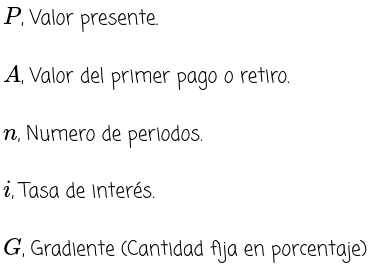 P, Valor presente.
A, Valor del primer pago o retiro.
n, Numero de periodos.
i, Tasa de interés.
G, Gradiente (Cantidad fija en porcentaje)